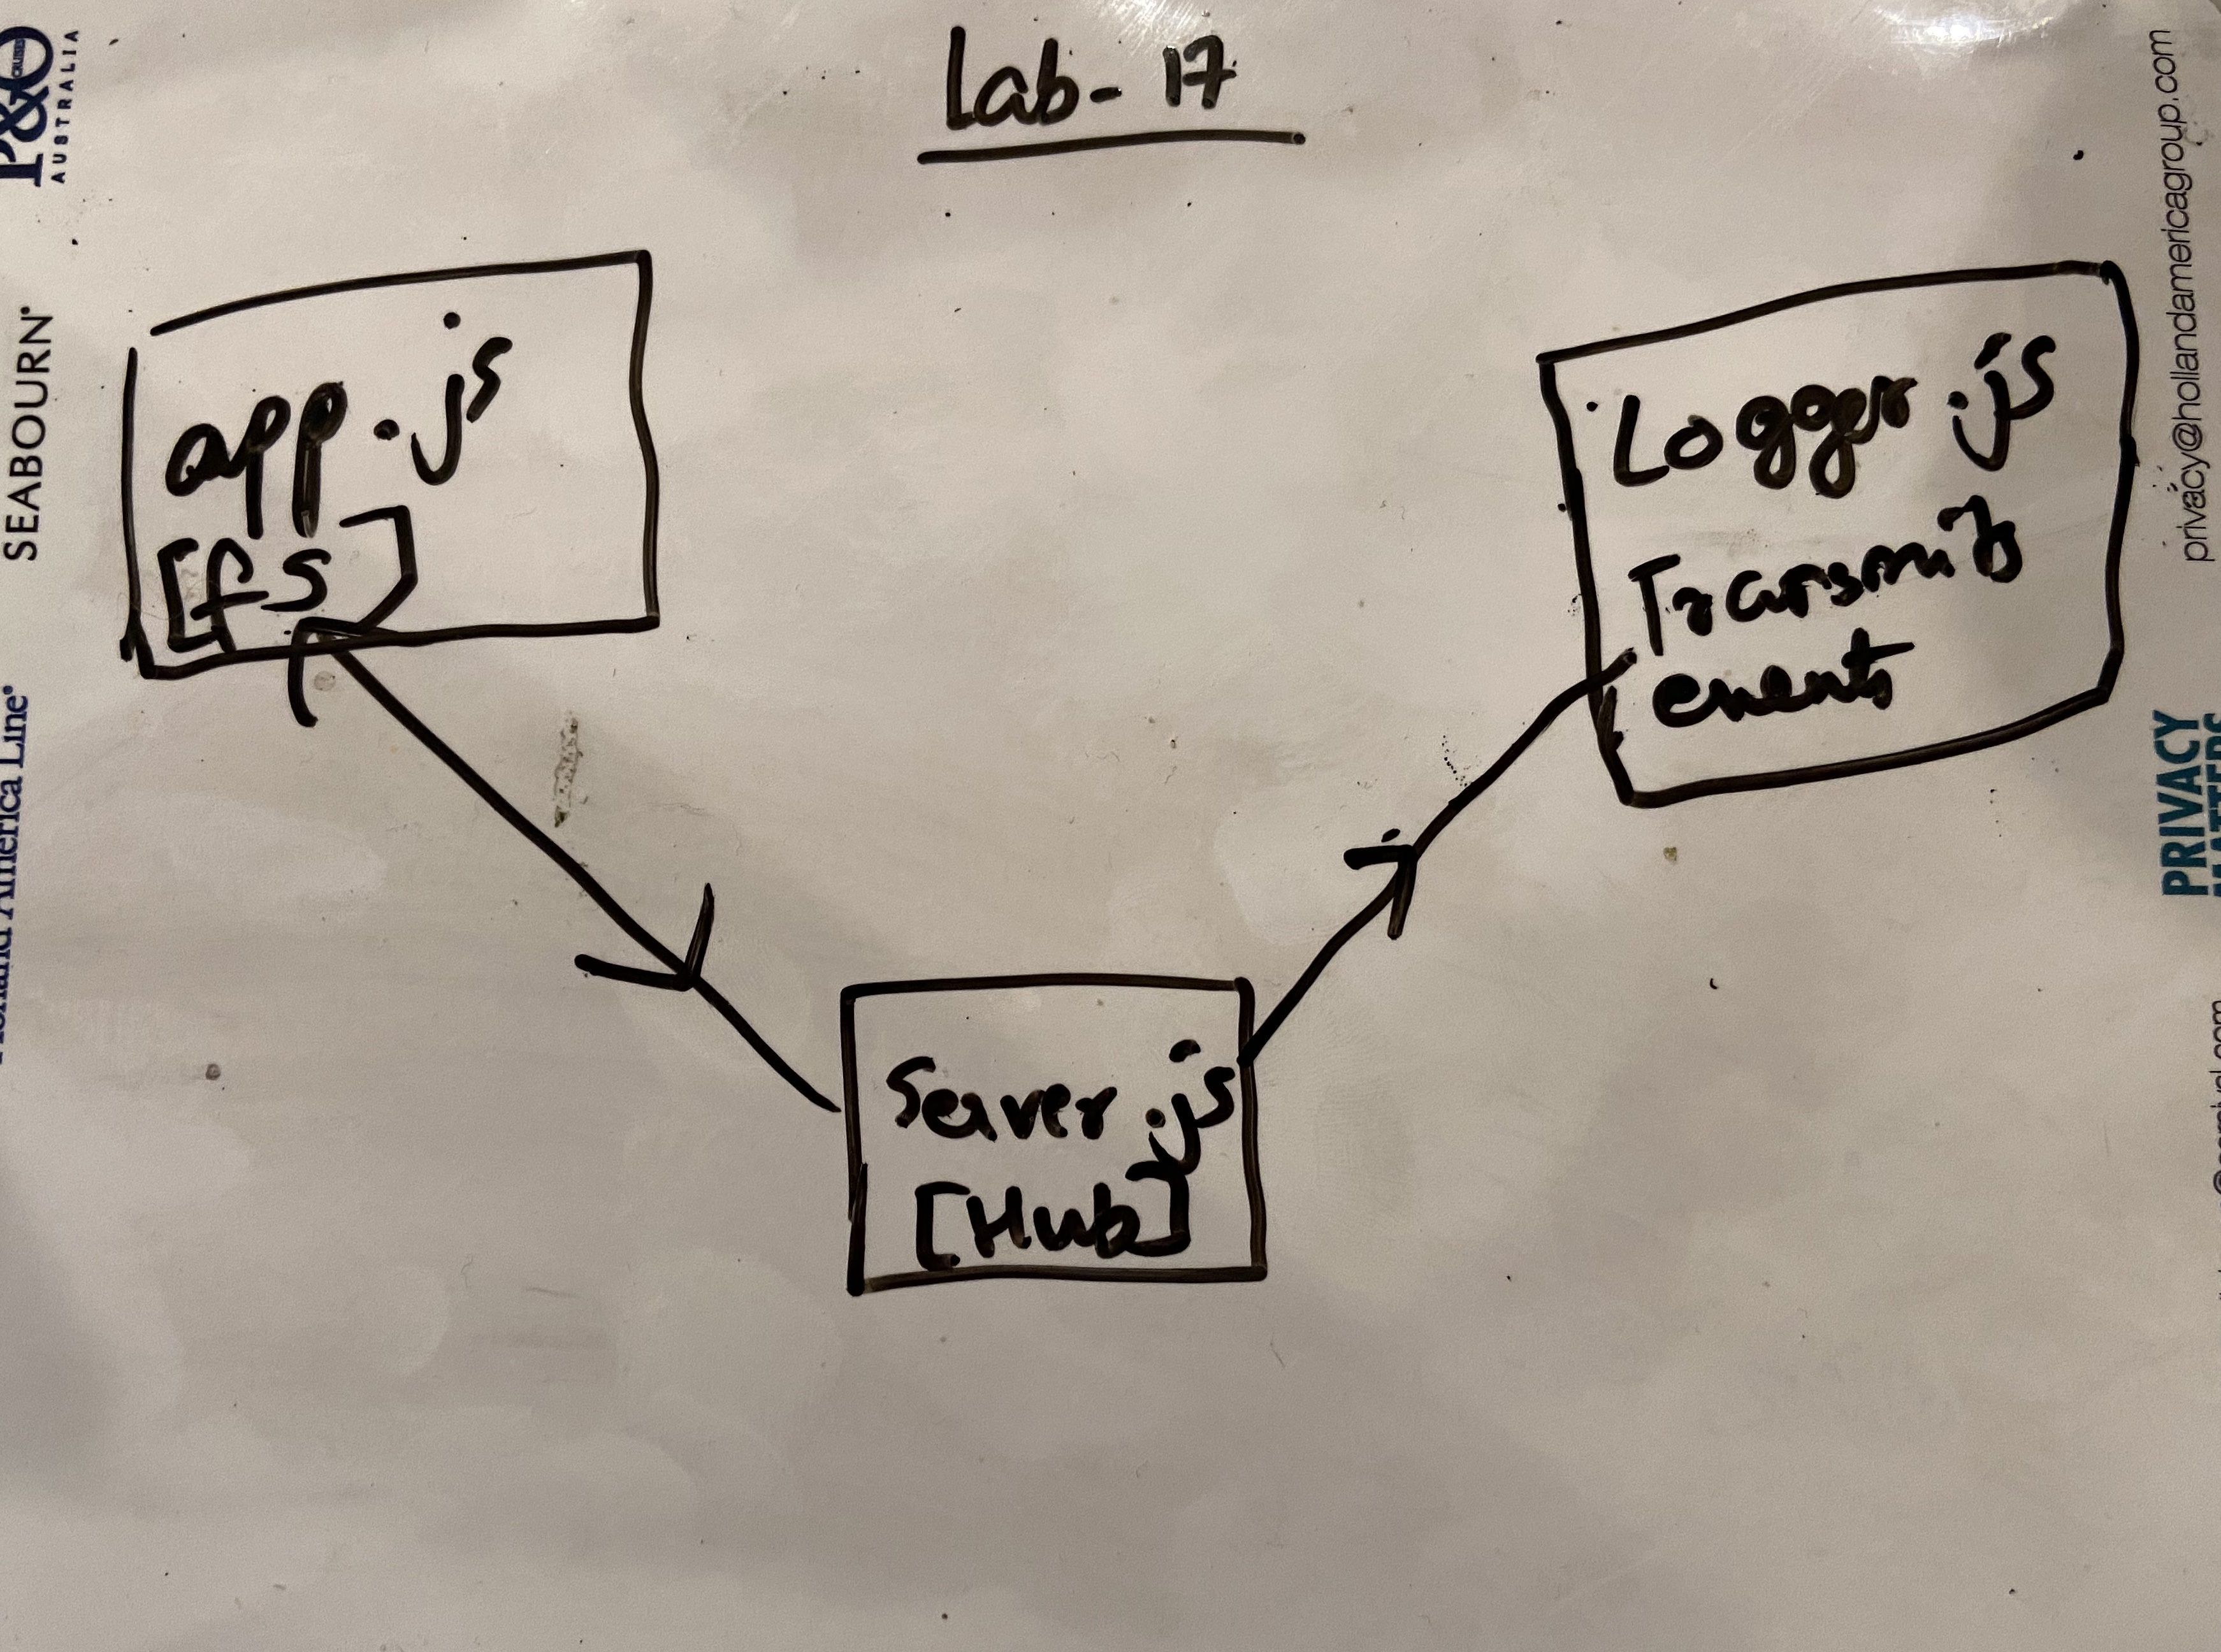 Lab- 17
app.js
[fs]
Logger.js
Transmits
events
Server.js
[Hub]
P&O
CRUISES
AUSTRALIA
SEABOURN
Holland America Line
privacy@hollandamericagroup.com
PRIVACY
MATTERS